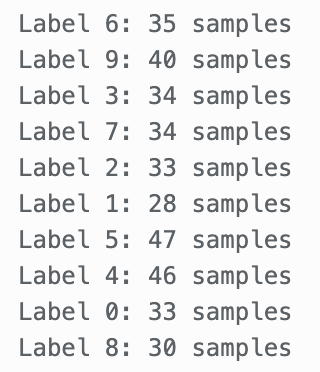 Label 6: 35 samples
Label 9: 40 samples
Label 3: 34 samples
Label 7: 34 samples
Label 2: 33 samples
Label 1: 28 samples
Label 5: 47 samples
Label 4: 46 samples
Label 0: 33 samples
Label 8: 30 samples